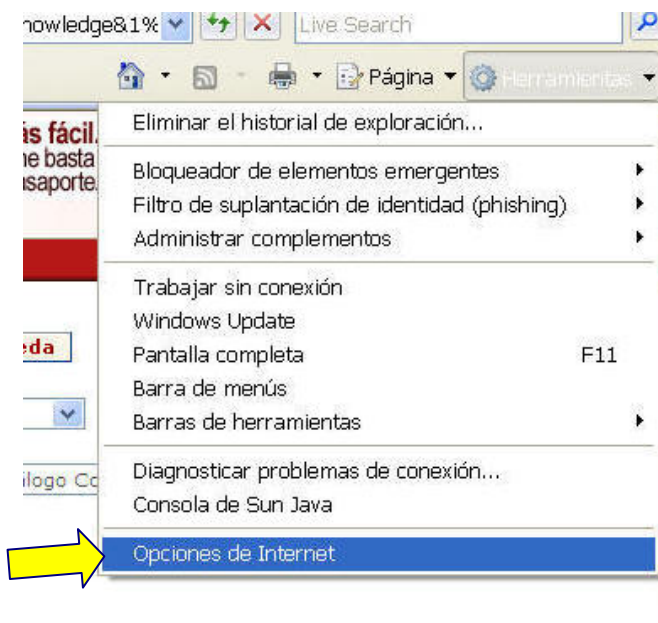 nowledge&1% Live Search
Página Herramientas
ás fácil.
ne basta
saporte.
Eliminar el historial de exploración...
Bloqueador de elementos emergentes
Filtro de suplantación de identidad (phishing)
Administrar complementos
Trabajar sin conexión
Windows Update
eda
Pantalla completa F11
Barra de menús
Barras de herramientas
Diagnosticar problemas de conexión...
ílogo Co
Consola de Sun Java
Opciones de Internet